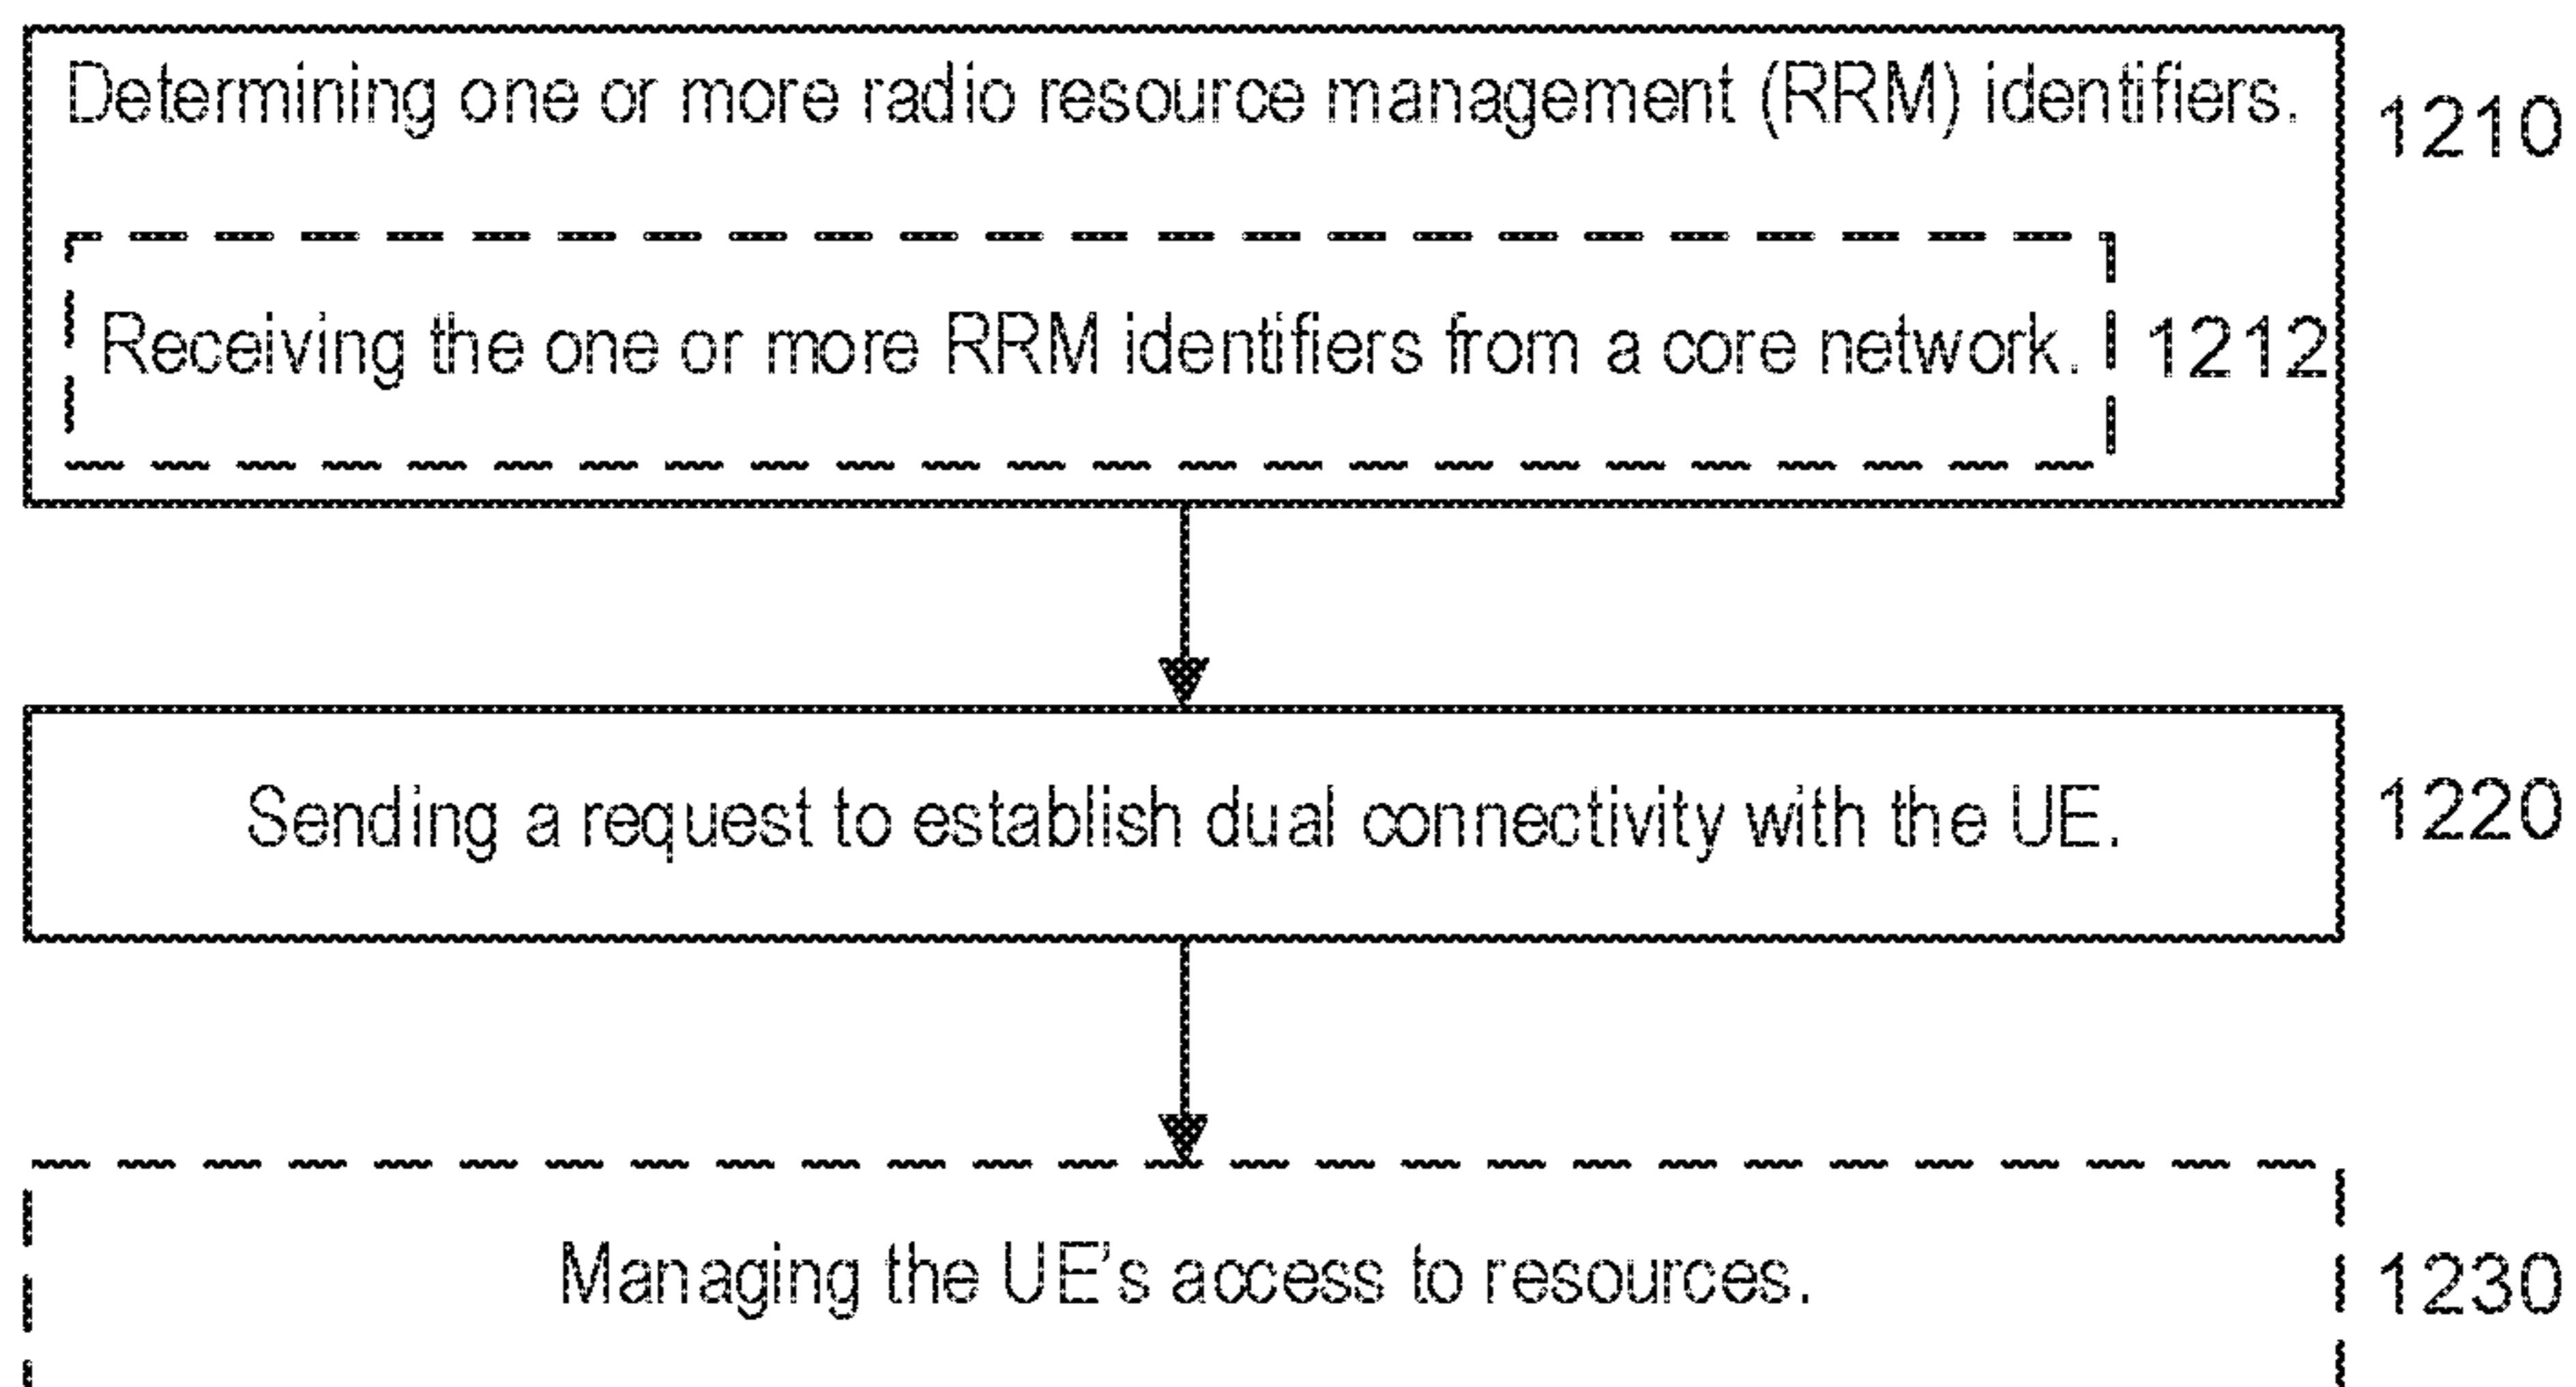 Determining one or more radio resource management (RRM) identifiers. 1210
Receiving the one or more RRM identifiers from a core network. 1212
Sending a request to establish dual connectivity with the UE. 1220
Managing the UE's access to resources. 1230